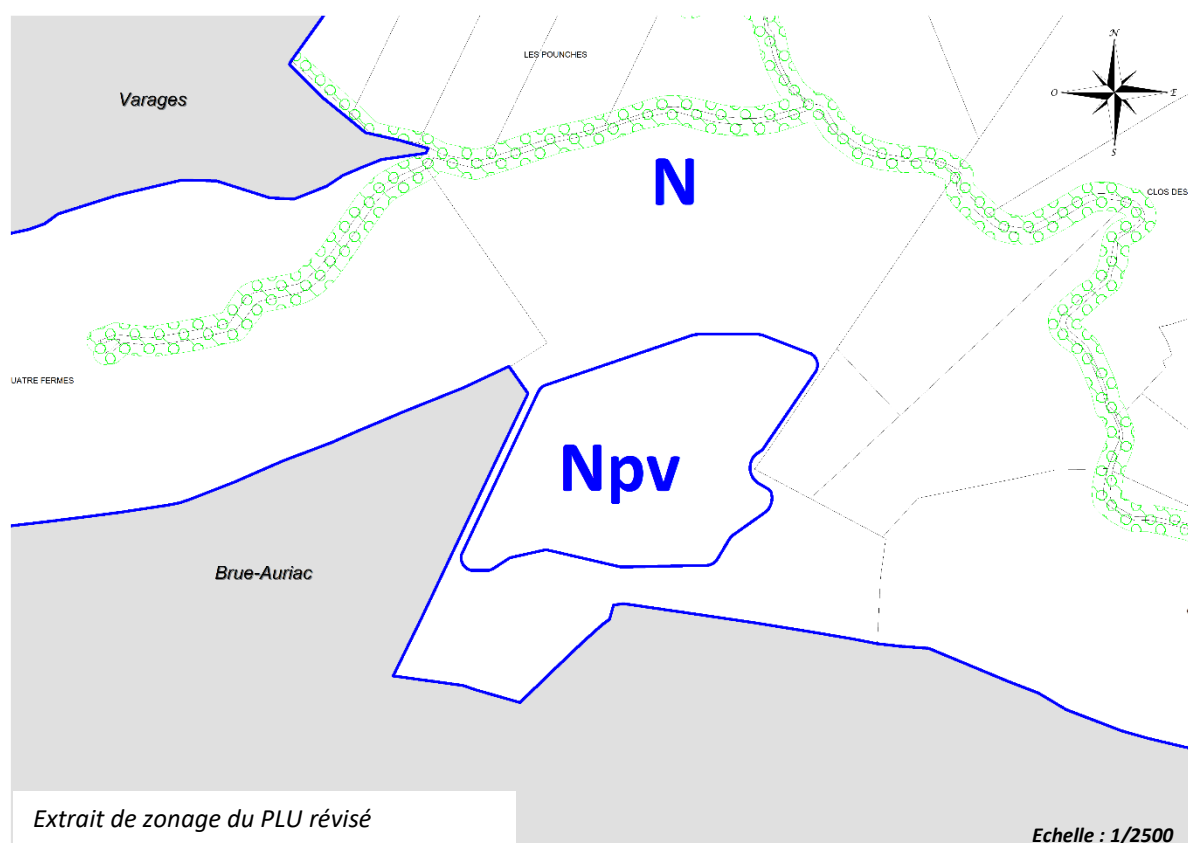 LES POUNCHES
N
Varages
O
E
S
N
CLOS DES
UATRE FERMES
Npv
Brue-Auriac
Extrait de zonage du PLU révisé
Echelle : 1/2500